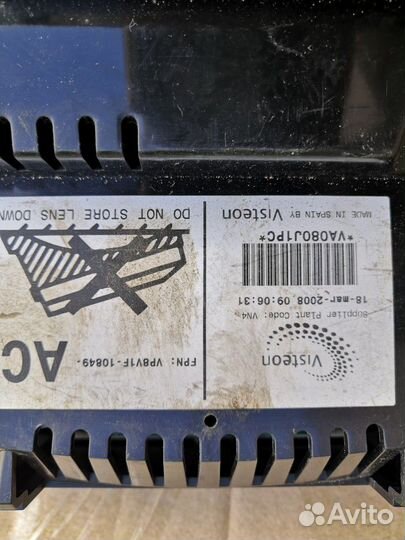 Visteon
Supplier Plant Code: VN4
18-mar-2008 09:06:31
*VA080J1PC*
MADE IN SPAIN BY Visteon
FPN: VP8V1F-10849-
AC
DO NOT STORE LENS DOWN
Avito